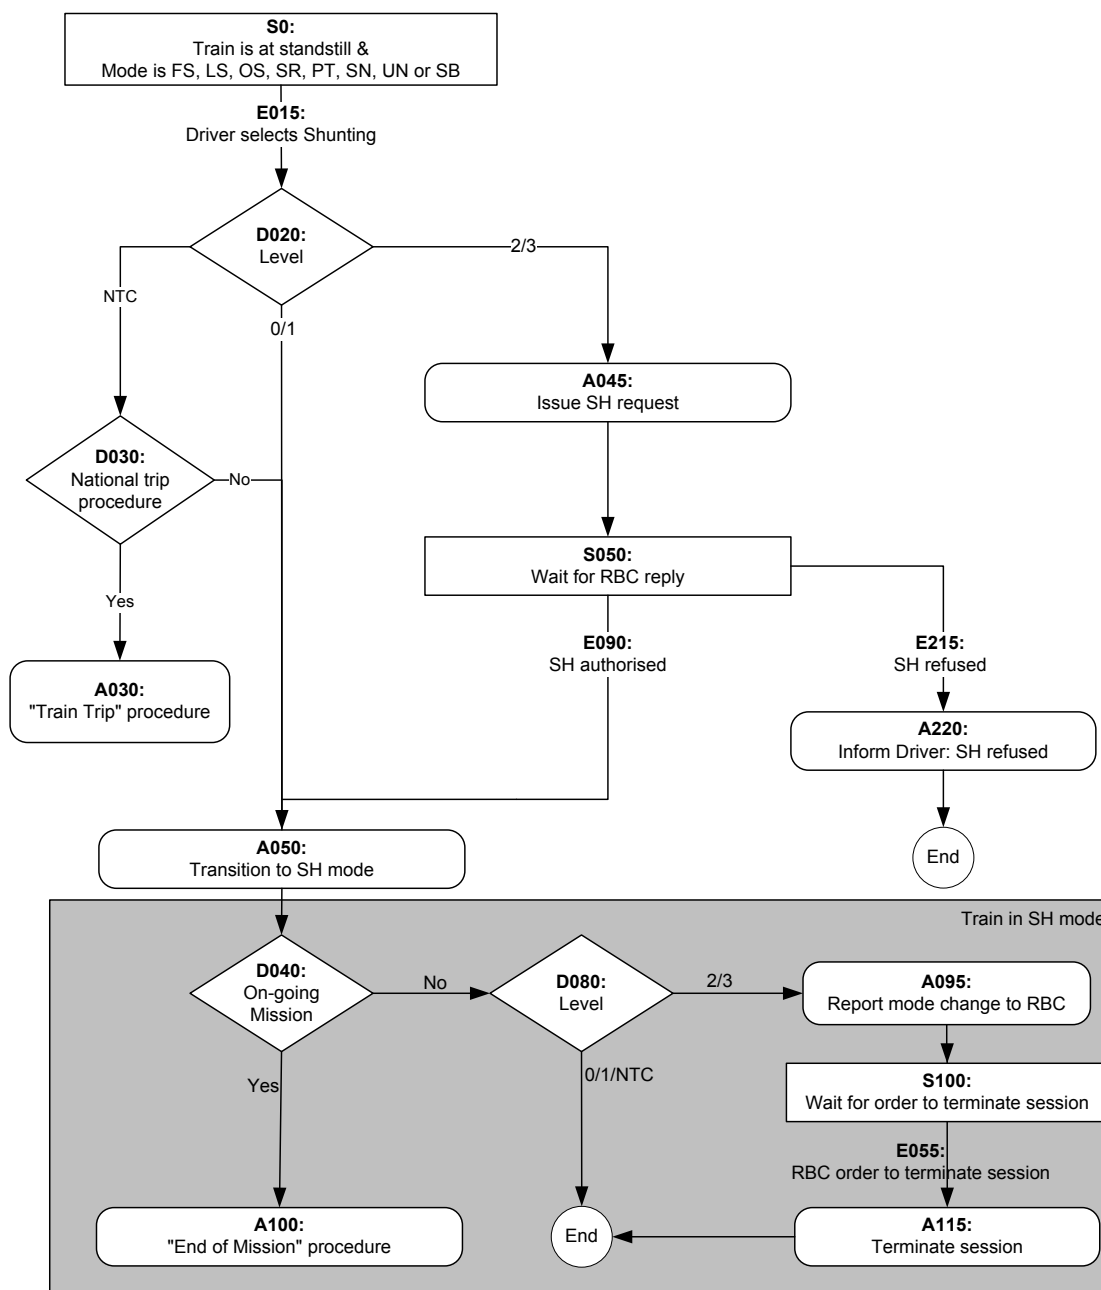 S0:
Train is at standstill &
Mode is FS, LS, OS, SR, PT, SN, UN or SB
E015:
Driver selects Shunting
D020:
Level
2/3
NTC
0/1
A045:
Issue SH request
D030:
National trip
procedure
No
S050:
Wait for RBC reply
Yes
E090:
SH authorised
E215:
SH refused
A030:
"Train Trip" procedure
A220:
Inform Driver: SH refused
A050:
Transition to SH mode
End
Train in SH mode
D040:
On-going
Mission
No
D080:
Level
2/3
A095:
Report mode change to RBC
Yes
0/1/NTC
S100:
Wait for order to terminate session
E055:
RBC order to terminate session
A100:
"End of Mission" procedure
End
A115:
Terminate session